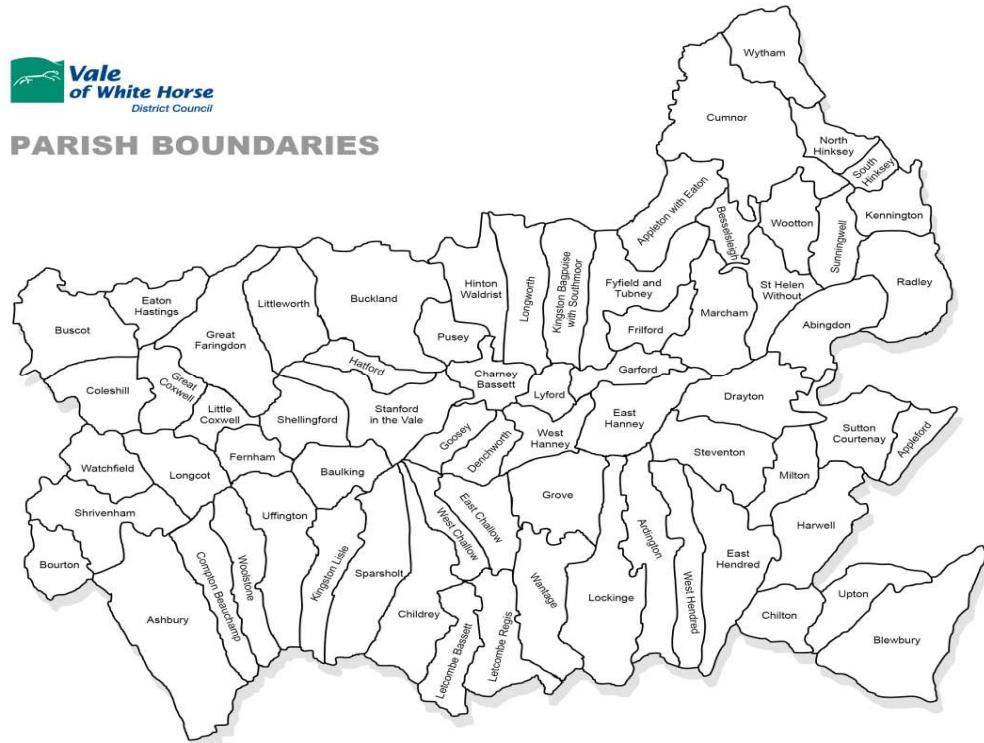 Vale
of White Horse
District Council
PARISH BOUNDARIES
Wytham
Cumnor
North
Hinksey
South
Hinksey
Appleton with Eaton
Besselsleigh
Wootton
Sunningwell
Kennington
Radley
St Helen
Without
Abingdon
Marcham
Fyfield and
Tubney
Frilford
Garford
Kingston Bagpuise
with Southmoor
Longworth
Hinton
Waldrist
Pusey
Buckland
Littleworth
Great
Faringdon
Eaton
Hastings
Buscot
Coleshill
Great
Coxwell
Little
Coxwell
Hatford
Shellingford
Stanford
in the Vale
Charney
Bassett
Lyford
Goosey
Denchworth
West
Hanney
East
Hanney
Drayton
Steventon
Sutton
Courtenay
Appleford
Milton
Harwell
Watchfield
Longcot
Fernham
Baulking
Shrivenham
Bourton
Ashbury
Compton Beauchamp
Woolstone
Uffington
Kingston Lisle
Sparsholt
West Challow
East Challow
Childrey
Letcombe Bassett
Letcombe Regis
Grove
Wantage
Lockinge
Ardington
West Hendred
East
Hendred
Chilton
Upton
Blewbury